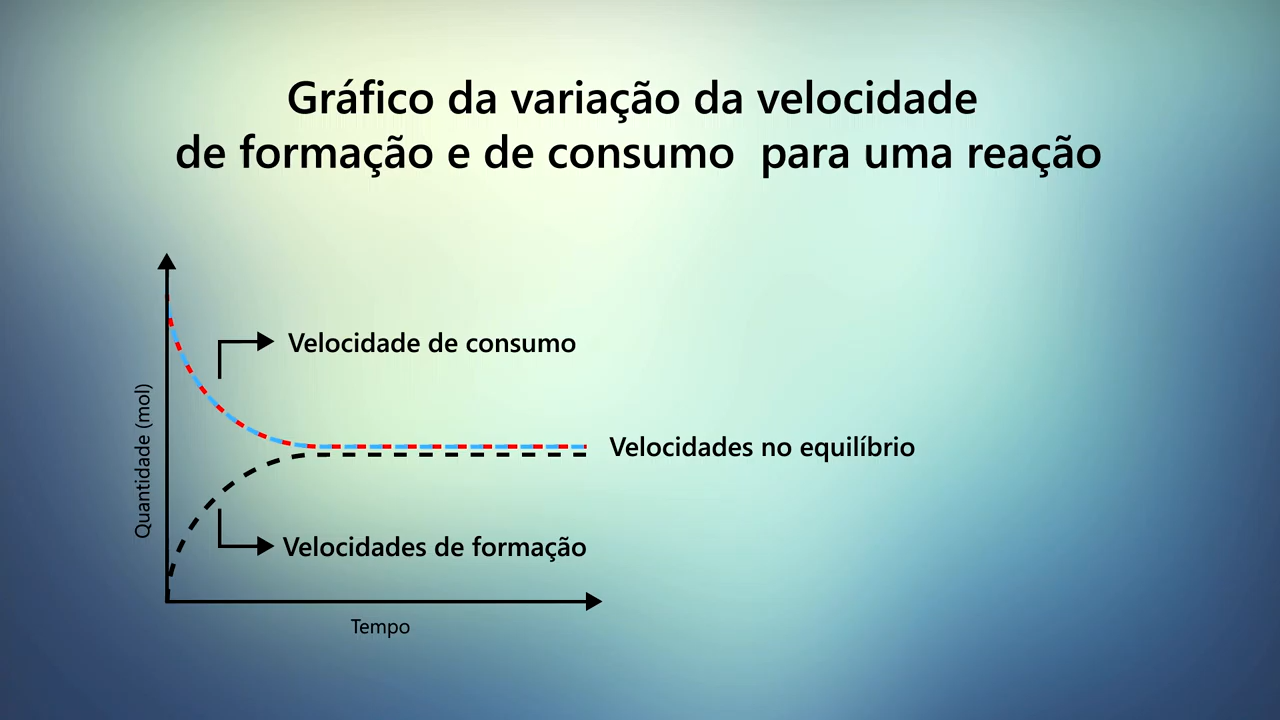 Gráfico da variação da velocidade
de formação e de consumo para uma reação
Velocidade de consumo
Quantidade (mol)
Velocidades no equilíbrio
Velocidades de formação
Tempo